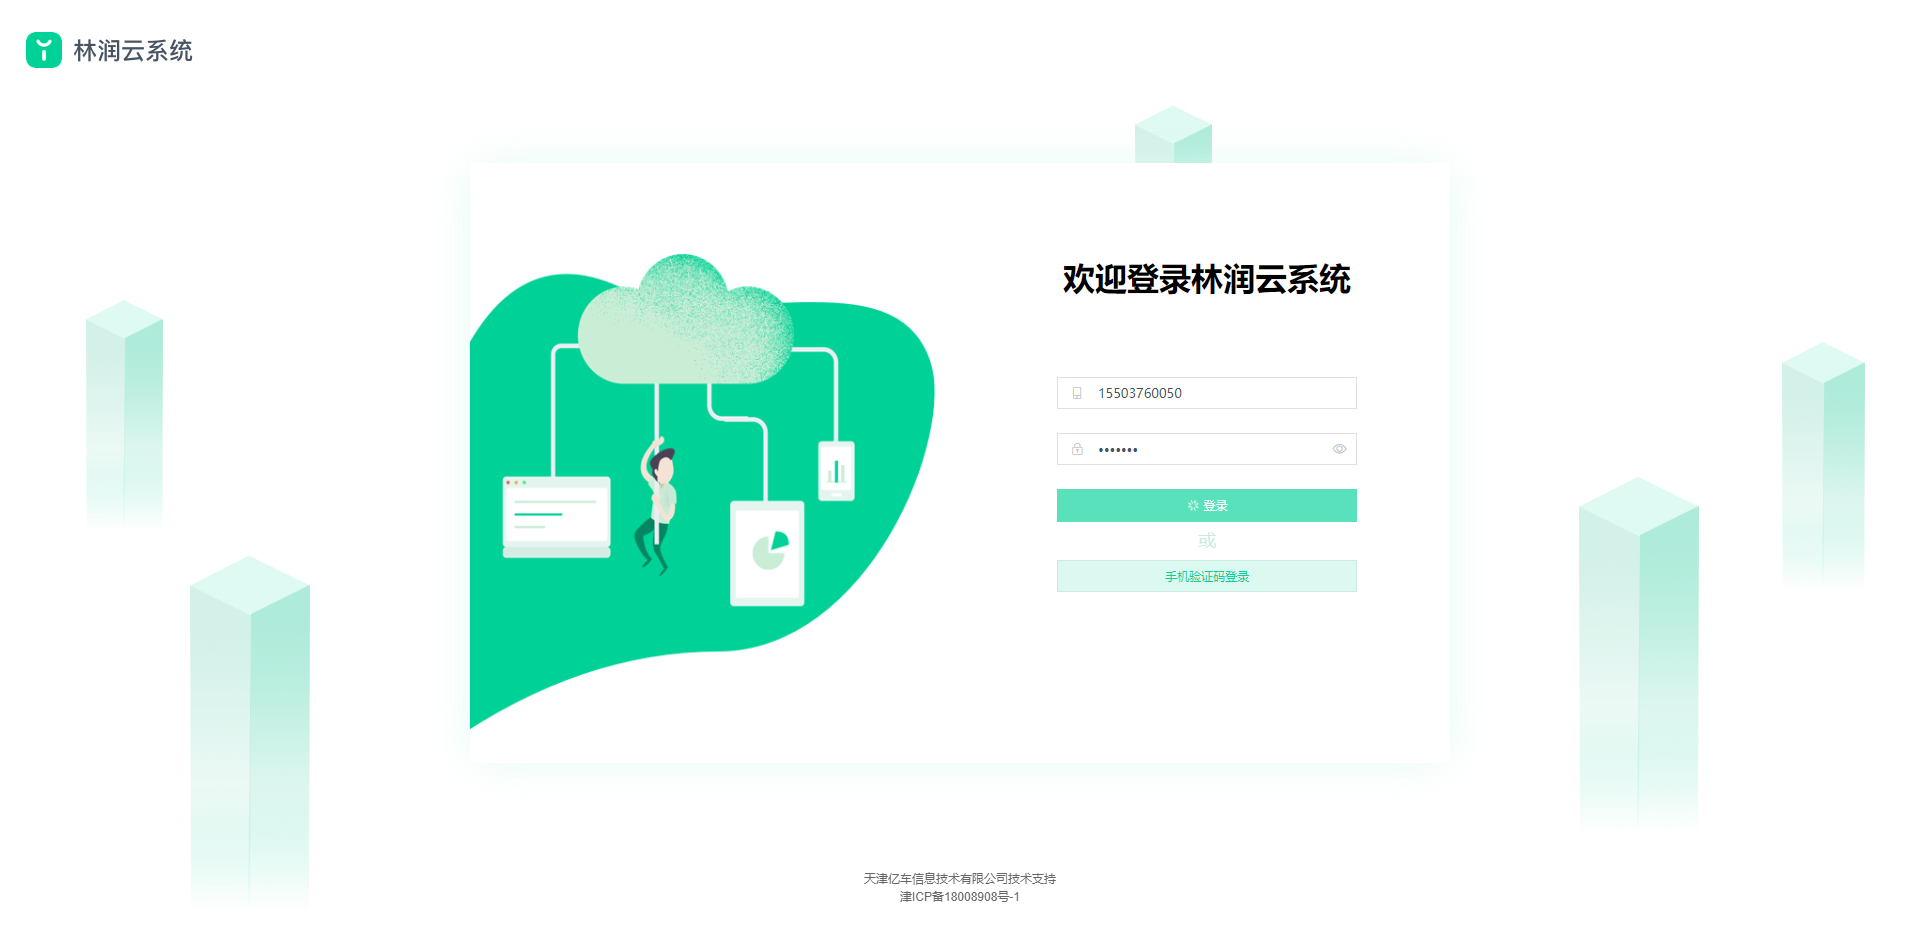 林润云系统
欢迎登录林润云系统
15503760050
•••••••
登录
或
手机验证码登录
天津亿车信息技术有限公司技术支持
津ICP备18008908号-1